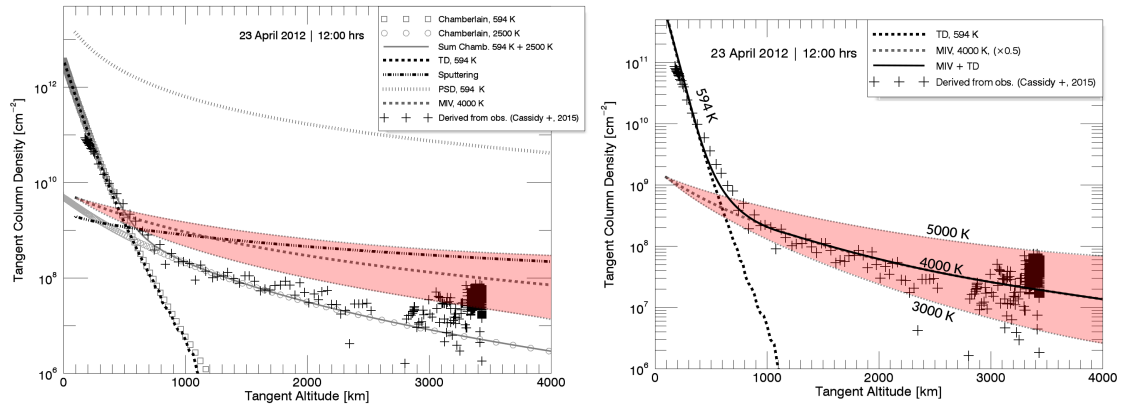 23 April 2012 | 12:00 hrs
Chamberlain, 594 K
Chamberlain, 2500 K
Sum Chamb. 594 K + 2500 K
TD, 594 K
Sputtering
PSD, 594 K
MIV, 4000 K
Derived from obs. (Cassidy +, 2015)
Tangent Column Density [cm⁻²]
10¹²
10¹⁰
10⁸
10⁶
0 1000 2000 3000 4000
Tangent Altitude [km]
23 April 2012 | 12:00 hrs
TD, 594 K
MIV, 4000 K, (×0.5)
MIV + TD
Derived from obs. (Cassidy +, 2015)
Tangent Column Density [cm⁻²]
10¹¹
10¹⁰
10⁹
10⁸
10⁷
10⁶
594 K
5000 K
4000 K
3000 K
0 1000 2000 3000 4000
Tangent Altitude [km]